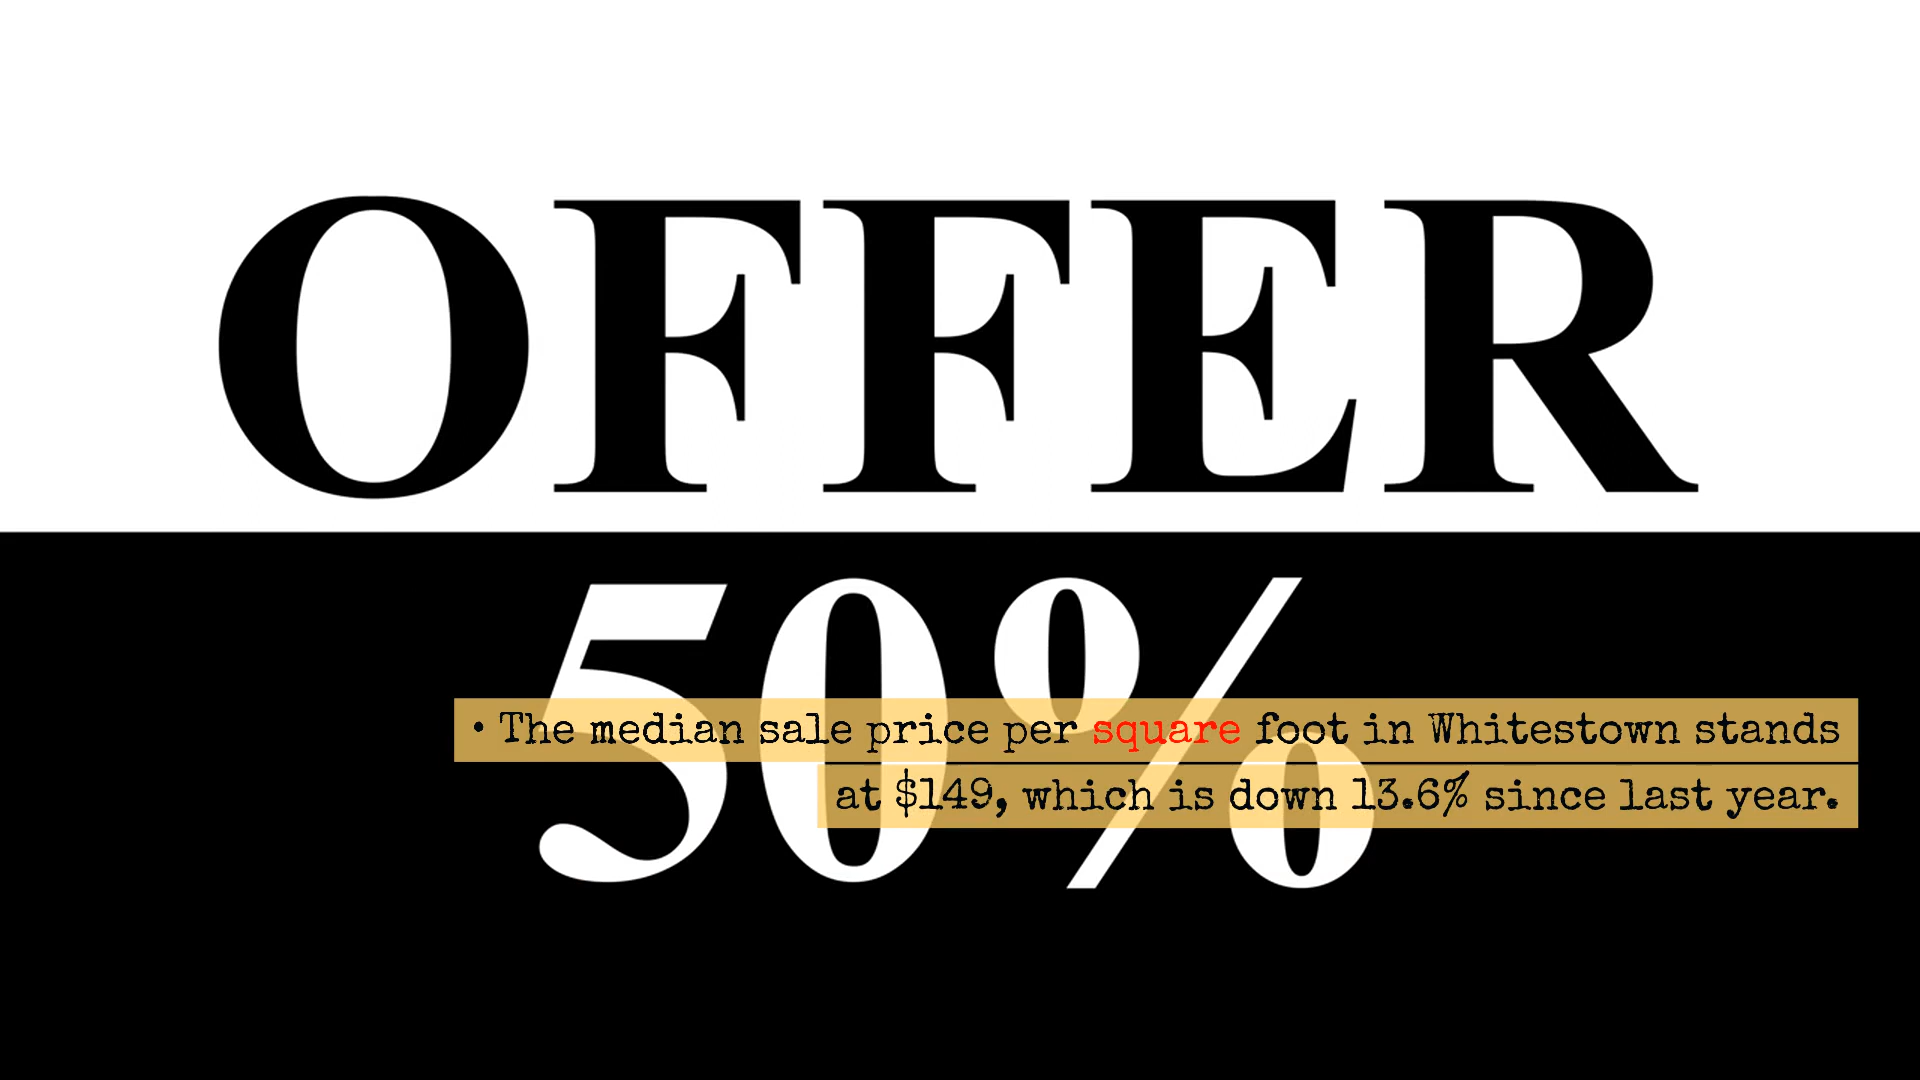 OFFER
50%
• The median sale price per square foot in Whitestown stands
at $149, which is down 13.6% since last year.